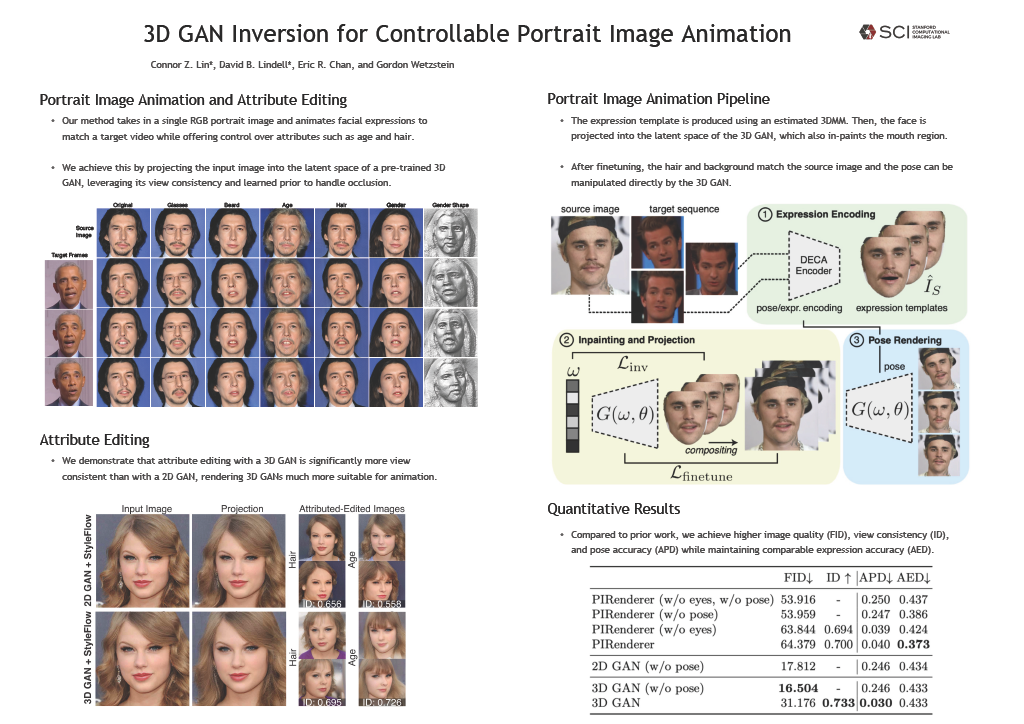 3D GAN Inversion for Controllable Portrait Image Animation
SCI STANFORD COMPUTATIONAL IMAGING LAB
Connor Z. Lin*, David B. Lindell*, Eric R. Chan, and Gordon Wetzstein
Portrait Image Animation and Attribute Editing
• Our method takes in a single RGB portrait image and animates facial expressions to
match a target video while offering control over attributes such as age and hair.
• We achieve this by projecting the input image into the latent space of a pre-trained 3D
GAN, leveraging its view consistency and learned prior to handle occlusion.
Original Glasses Beard Age Hair Gender Gender Shape
Source
Image
Target Frames
Attribute Editing
• We demonstrate that attribute editing with a 3D GAN is significantly more view
consistent than with a 2D GAN, rendering 3D GANs much more suitable for animation.
Input Image Projection Attributed-Edited Images
2D GAN + StyleFlow
Hair
Age
ID: 0.656 ID: 0.558
3D GAN + StyleFlow
Hair
Age
ID: 0.695 ID: 0.726
Portrait Image Animation Pipeline
• The expression template is produced using an estimated 3DMM. Then, the face is
projected into the latent space of the 3D GAN, which also in-paints the mouth region.
• After finetuning, the hair and background match the source image and the pose can be
manipulated directly by the 3D GAN.
source image target sequence
1 Expression Encoding
DECA
Encoder
Î_S
pose/expr. encoding expression templates
2 Inpainting and Projection
ω
ℒ_inv
G(ω, θ)
compositing
ℒ_finetune
3 Pose Rendering
pose
G(ω, θ)
Quantitative Results
• Compared to prior work, we achieve higher image quality (FID), view consistency (ID),
and pose accuracy (APD) while maintaining comparable expression accuracy (AED).
FID↓ ID ↑ APD↓ AED↓
PIRenderer (w/o eyes, w/o pose) 53.916 - 0.250 0.437
PIRenderer (w/o pose) 53.959 - 0.247 0.386
PIRenderer (w/o eyes) 63.844 0.694 0.039 0.424
PIRenderer 64.379 0.700 0.040 0.373
2D GAN (w/o pose) 17.812 - 0.246 0.434
3D GAN (w/o pose) 16.504 - 0.246 0.433
3D GAN 31.176 0.733 0.030 0.433